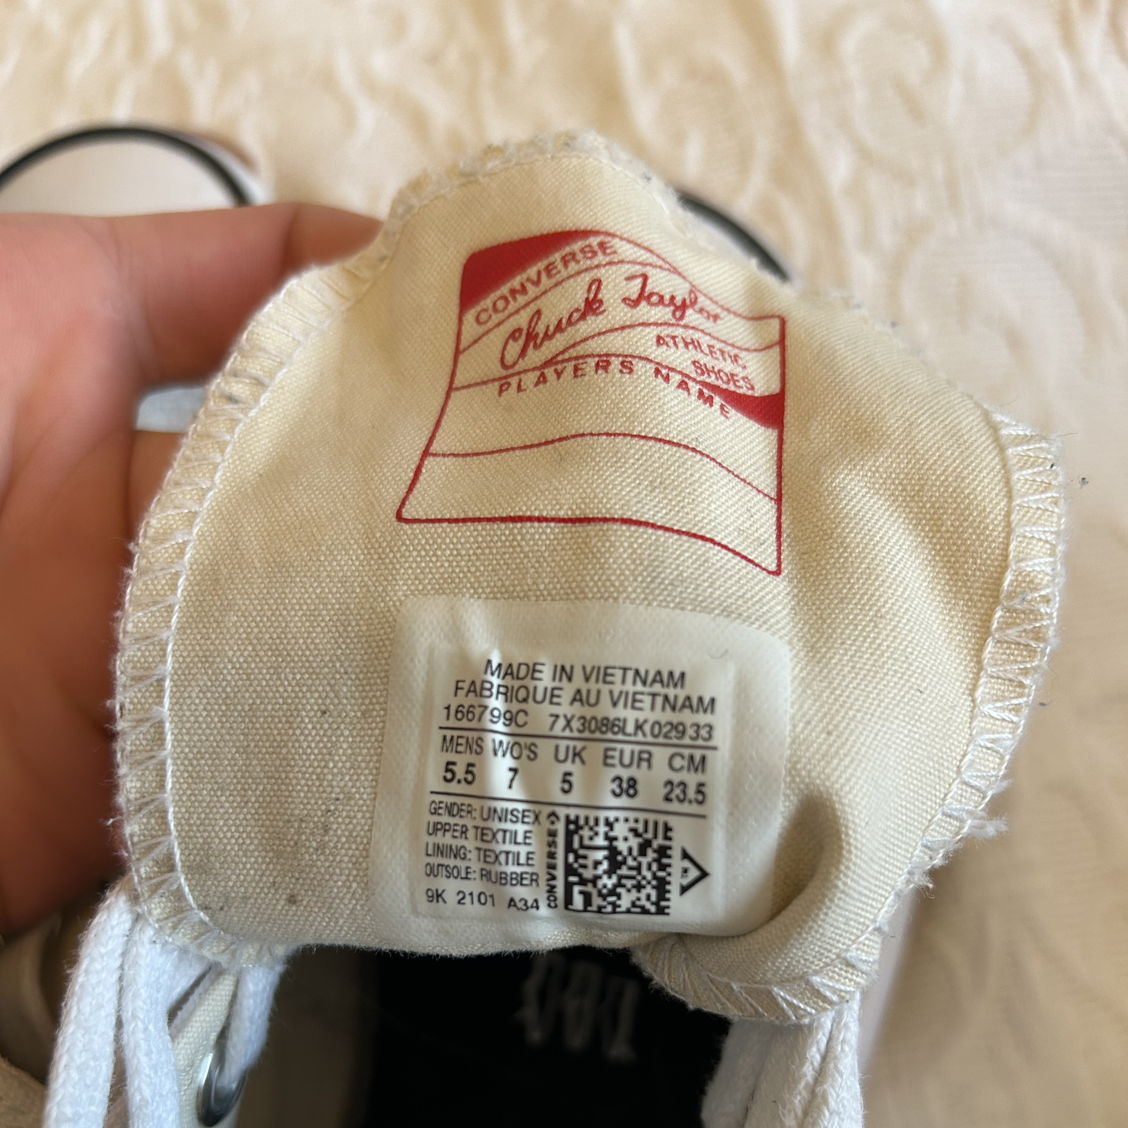 CONVERSE
Chuck Taylor
ATHLETIC
SHOES
PLAYERS NAME
MADE IN VIETNAM
FABRIQUE AU VIETNAM
166799C 7X3086LK02933
MENS WO'S UK EUR CM
5.5 7 5 38 23.5
GENDER: UNISEX
UPPER TEXTILE
LINING: TEXTILE
OUTSOLE: RUBBER
9K 2101 A34
CONVERSE
TM